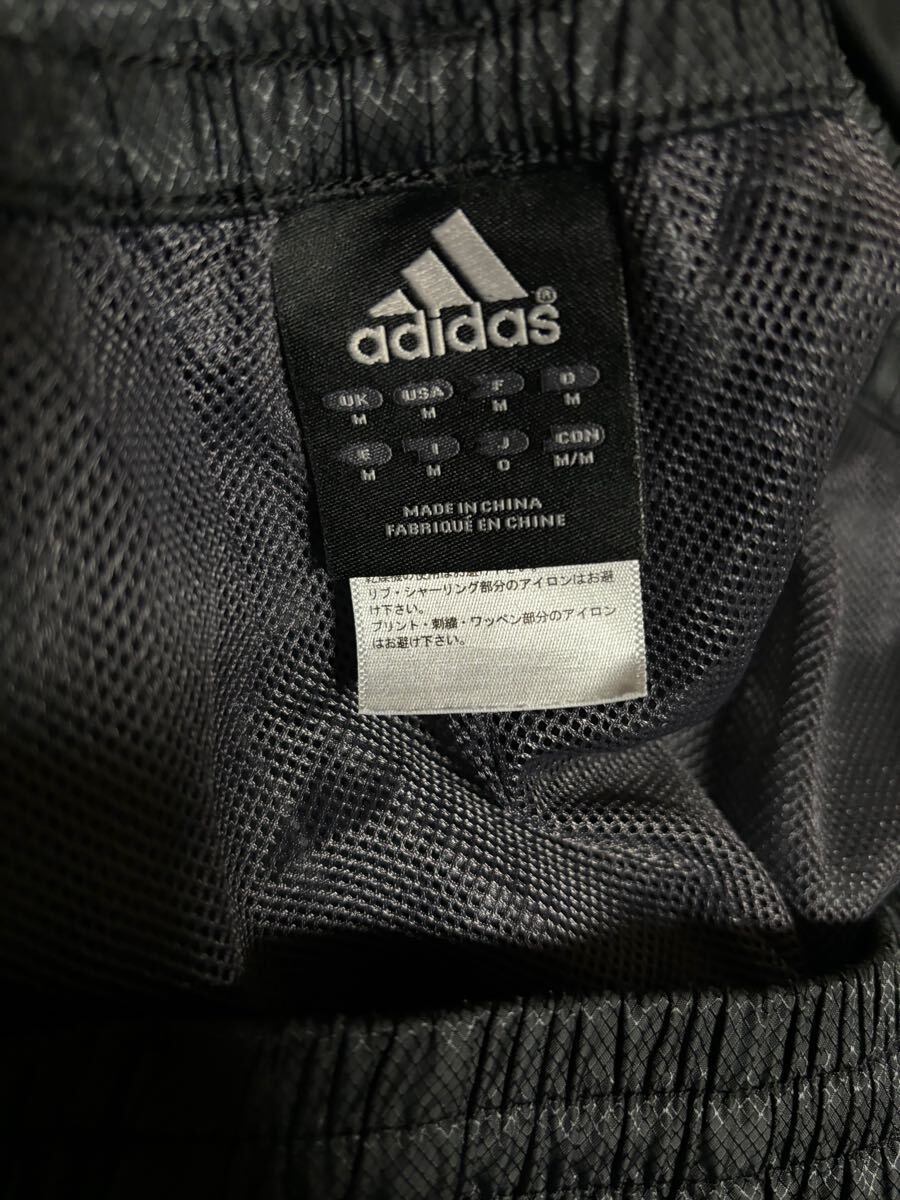 adidas®
UK USA F D
M M M M
E I J CDN
M M O M/M
MADE IN CHINA
FABRIQUÉ EN CHINE
リブ・シャーリング部分のアイロンはお避
け下さい。
プリント・刺繍・ワッペン部分のアイロン
はお避け下さい。